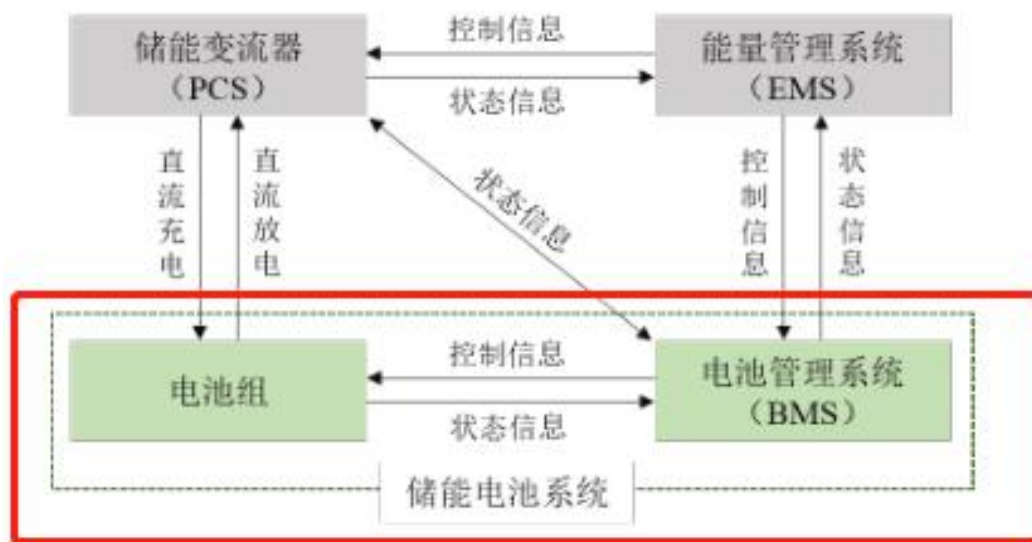 储能变流器
（PCS）
控制信息
状态信息
能量管理系统
（EMS）
直流充电
直流放电
状态信息
控制信息
状态信息
电池组
控制信息
状态信息
电池管理系统
（BMS）
储能电池系统